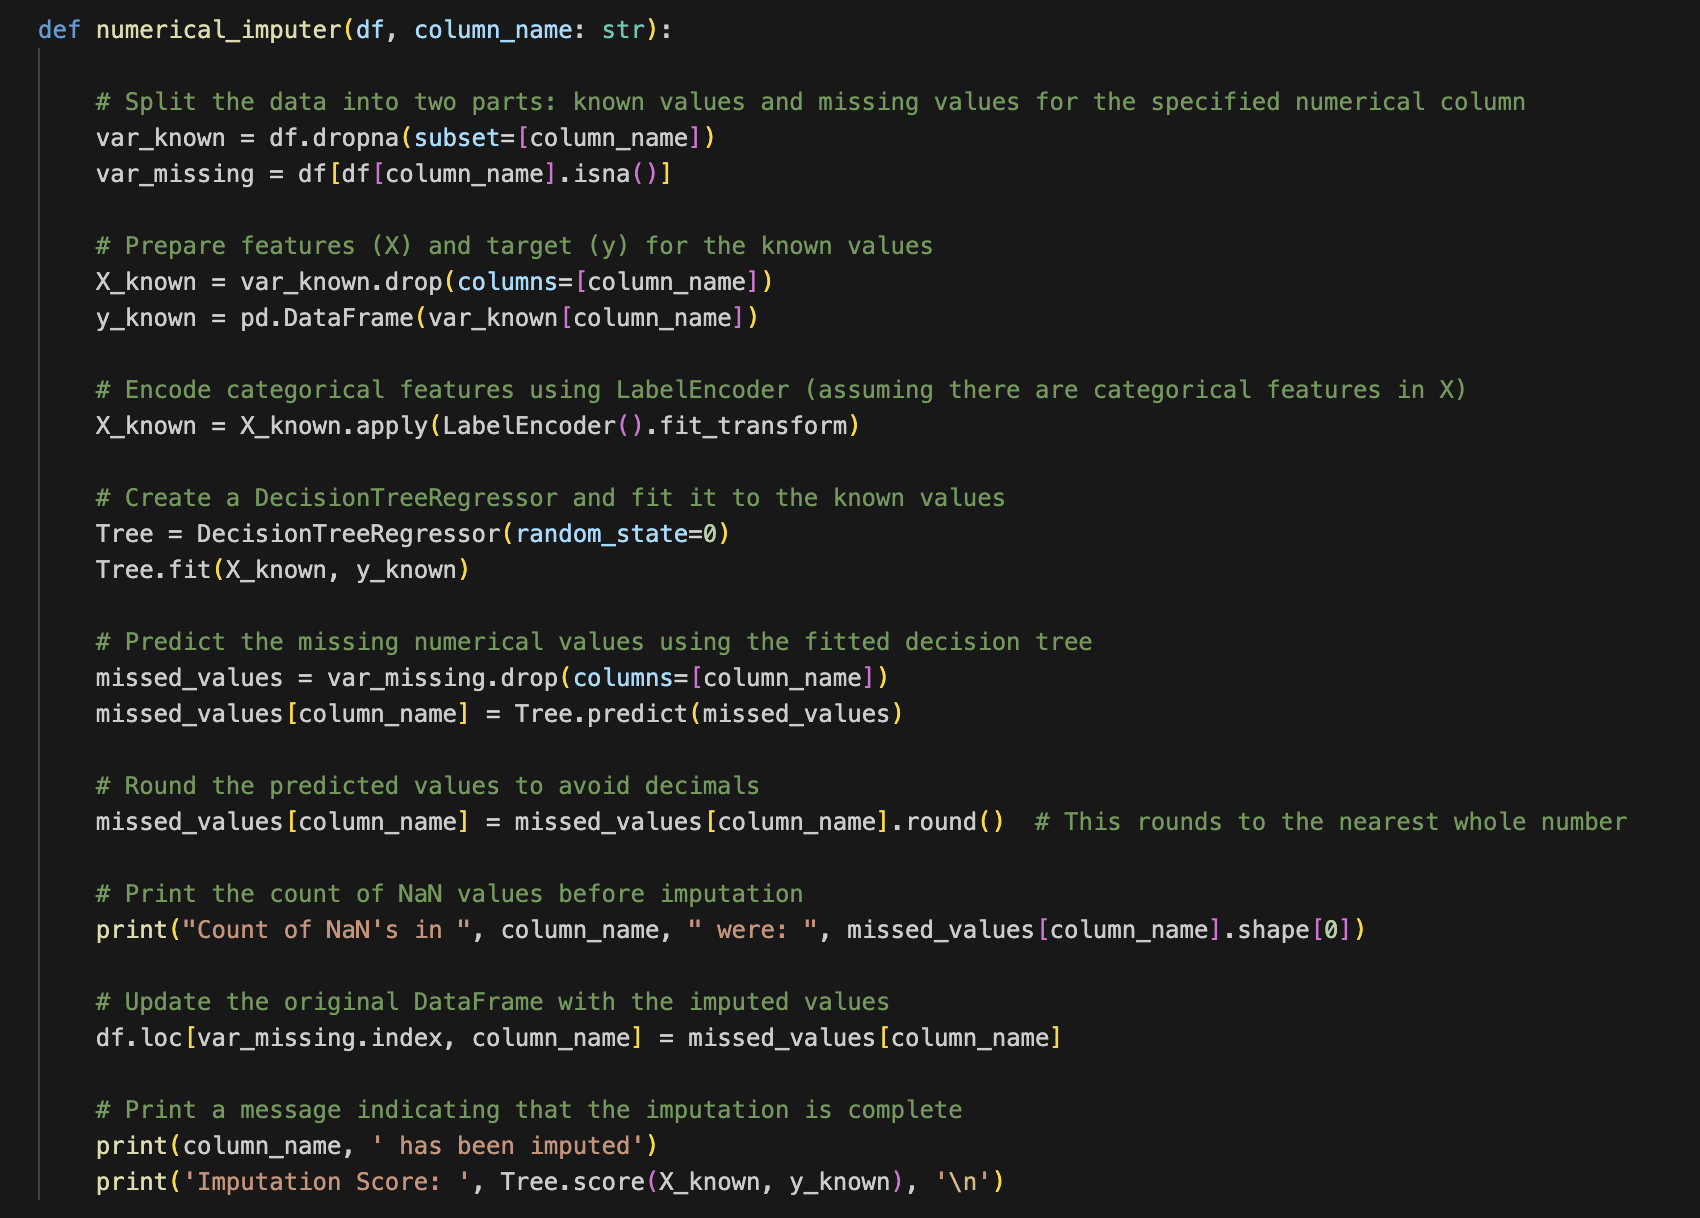 def numerical_imputer(df, column_name: str):
# Split the data into two parts: known values and missing values for the specified numerical column
var_known = df.dropna(subset=[column_name])
var_missing = df[df[column_name].isna()]
# Prepare features (X) and target (y) for the known values
X_known = var_known.drop(columns=[column_name])
y_known = pd.DataFrame(var_known[column_name])
# Encode categorical features using LabelEncoder (assuming there are categorical features in X)
X_known = X_known.apply(LabelEncoder().fit_transform)
# Create a DecisionTreeRegressor and fit it to the known values
Tree = DecisionTreeRegressor(random_state=0)
Tree.fit(X_known, y_known)
# Predict the missing numerical values using the fitted decision tree
missed_values = var_missing.drop(columns=[column_name])
missed_values[column_name] = Tree.predict(missed_values)
# Round the predicted values to avoid decimals
missed_values[column_name] = missed_values[column_name].round()  # This rounds to the nearest whole number
# Print the count of NaN values before imputation
print("Count of NaN's in ", column_name, " were: ", missed_values[column_name].shape[0])
# Update the original DataFrame with the imputed values
df.loc[var_missing.index, column_name] = missed_values[column_name]
# Print a message indicating that the imputation is complete
print(column_name, ' has been imputed')
print('Imputation Score: ', Tree.score(X_known, y_known), '\n')